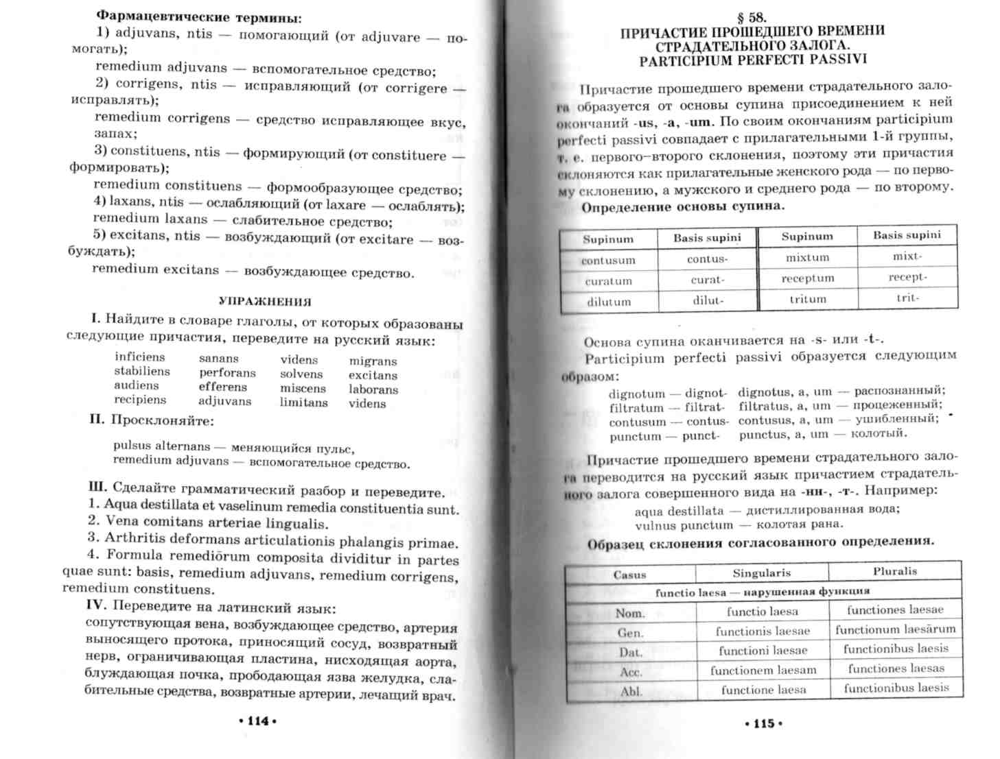 Фармацевтические термины:
1) adjuvans, ntis — помогающий (от adjuvare — по-
могать);
remedium adjuvans — вспомогательное средство;
2) corrigens, ntis — исправляющий (от corrigere —
исправлять);
remedium corrigens — средство исправляющее вкус,
запах;
3) constituens, ntis — формирующий (от constituere —
формировать);
remedium constituens — формообразующее средство;
4) laxans, ntis — ослабляющий (от laxare — ослаблять);
remedium laxans — слабительное средство;
5) excitans, ntis — возбуждающий (от excitare — воз-
буждать);
remedium excitans — возбуждающее средство.
УПРАЖНЕНИЯ
I. Найдите в словаре глаголы, от которых образованы
следующие причастия, переведите на русский язык:
inficiens sanans videns migrans
stabiliens perforans solvens excitans
audiens efferens miscens laborans
recipiens adjuvans limitans videns
II. Просклоняйте:
pulsus alternans — меняющийся пульс,
remedium adjuvans — вспомогательное средство.
III. Сделайте грамматический разбор и переведите.
1. Aqua destillata et vaselinum remedia constituentia sunt.
2. Vena comitans arteriae lingualis.
3. Arthritis deformans articulationis phalangis primae.
4. Formula remediōrum composita dividitur in partes
quae sunt: basis, remedium adjuvans, remedium corrigens,
remedium constituens.
IV. Переведите на латинский язык:
сопутствующая вена, возбуждающее средство, артерия
выносящего протока, приносящий сосуд, возвратный
нерв, ограничивающая пластина, нисходящая аорта,
блуждающая почка, прободающая язва желудка, сла-
бительные средства, возвратные артерии, лечащий врач.
• 114 •
§ 58.
ПРИЧАСТИЕ ПРОШЕДШЕГО ВРЕМЕНИ
СТРАДАТЕЛЬНОГО ЗАЛОГА.
PARTICIPIUM PERFECTI PASSIVI
Причастие прошедшего времени страдательного зало-
га образуется от основы супина присоединением к ней
окончаний -us, -a, -um. По своим окончаниям participium
perfecti passivi совпадает с прилагательными 1-й группы,
т. е. первого-второго склонения, поэтому эти причастия
склоняются как прилагательные женского рода — по перво-
му склонению, а мужского и среднего рода — по второму.
Определение основы супина.
Supinum Basis supini Supinum Basis supini
contusum contus- mixtum mixt-
curatum curat- receptum recept-
dilutum dilut- tritum trit-
Основа супина оканчивается на -s- или -t-.
Participium perfecti passivi образуется следующим
образом:
dignotum — dignot- dignotus, a, um — распознанный;
filtratum — filtrat- filtratus, a, um — процеженный;
contusum — contus- contusus, a, um — ушибленный;
punctum — punct- punctus, a, um — колотый.
Причастие прошедшего времени страдательного зало-
га переводится на русский язык причастием страдатель-
ного залога совершенного вида на -нн-, -т-. Например:
aqua destillata — дистиллированная вода;
vulnus punctum — колотая рана.
Образец склонения согласованного определения.
Casus Singularis Pluralis
functio laesa — нарушенная функция
Nom. functio laesa functiones laesae
Gen. functionis laesae functionum laesārum
Dat. functioni laesae functionibus laesis
Acc. functionem laesam functiones laesas
Abl. functione laesa functionibus laesis
• 115 •